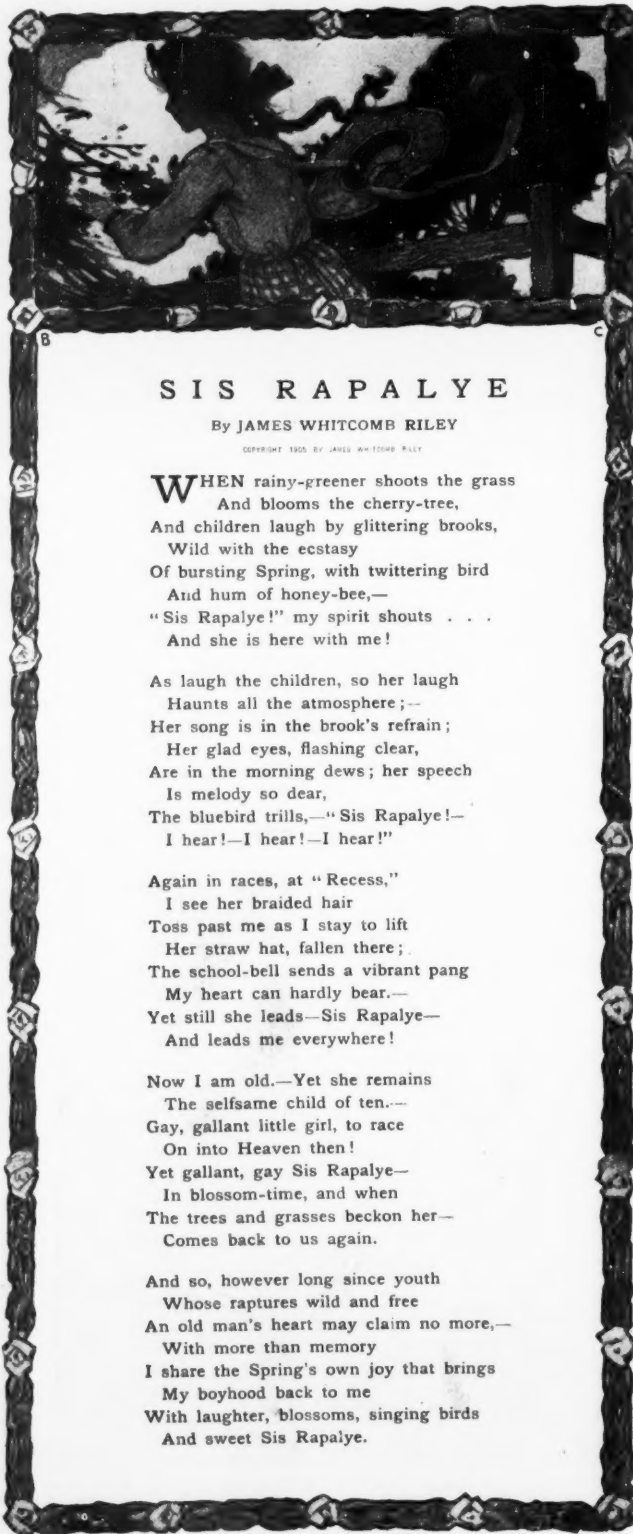 B
C
SIS RAPALYE
By JAMES WHITCOMB RILEY
COPYRIGHT 1905 BY JAMES WHITCOMB RILEY
WHEN rainy-greener shoots the grass
And blooms the cherry-tree,
And children laugh by glittering brooks,
Wild with the ecstasy
Of bursting Spring, with twittering bird
And hum of honey-bee,—
“Sis Rapalye!” my spirit shouts . . .
And she is here with me!
As laugh the children, so her laugh
Haunts all the atmosphere;—
Her song is in the brook's refrain;
Her glad eyes, flashing clear,
Are in the morning dews; her speech
Is melody so dear,
The bluebird trills,—“Sis Rapalye!—
I hear!—I hear!—I hear!”
Again in races, at “Recess,”
I see her braided hair
Toss past me as I stay to lift
Her straw hat, fallen there;
The school-bell sends a vibrant pang
My heart can hardly bear.—
Yet still she leads—Sis Rapalye—
And leads me everywhere!
Now I am old.—Yet she remains
The selfsame child of ten.—
Gay, gallant little girl, to race
On into Heaven then!
Yet gallant, gay Sis Rapalye—
In blossom-time, and when
The trees and grasses beckon her—
Comes back to us again.
And so, however long since youth
Whose raptures wild and free
An old man's heart may claim no more,—
With more than memory
I share the Spring's own joy that brings
My boyhood back to me
With laughter, blossoms, singing birds
And sweet Sis Rapalye.